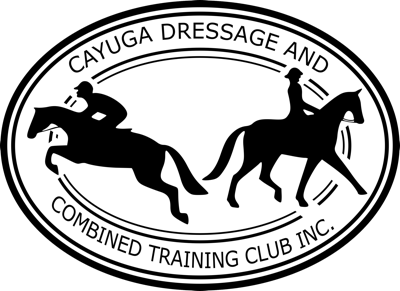 CAYUGA DRESSAGE AND
COMBINED TRAINING CLUB INC.